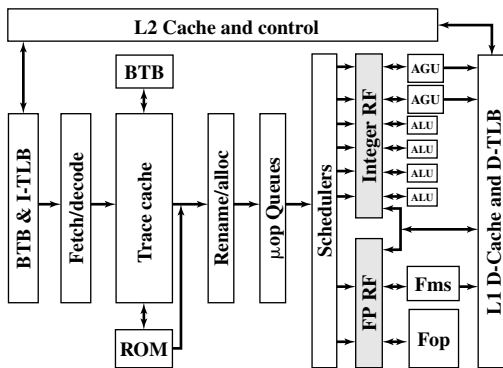 L2 Cache and control
BTB
AGU
AGU
ALU
ALU
ALU
ALU
BTB & I-TLB
Fetch/decode
Trace cache
Rename/alloc
μop Queues
Schedulers
Integer RF
FP RF
L1 D-Cache and D-TLB
Fms
Fop
ROM